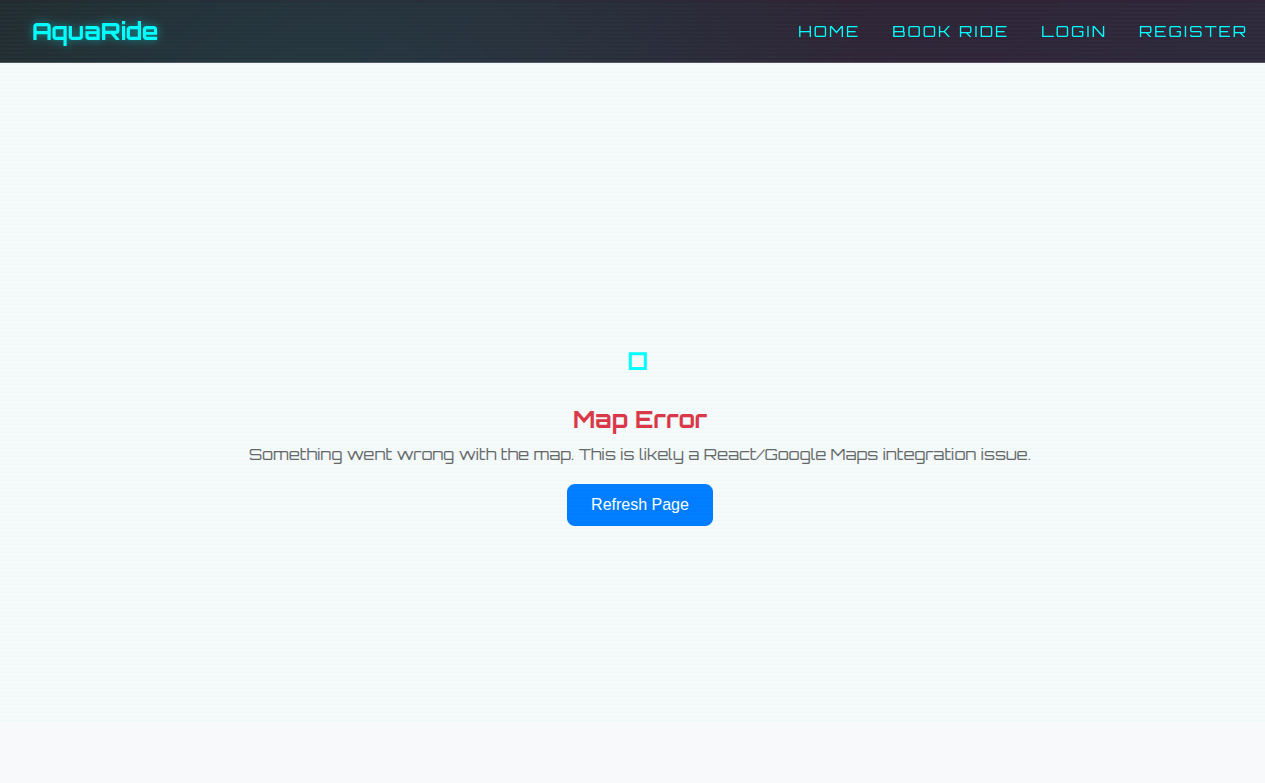 AquaRide
HOME
BOOK RIDE
LOGIN
REGISTER
Map Error
Something went wrong with the map. This is likely a React/Google Maps integration issue.
Refresh Page